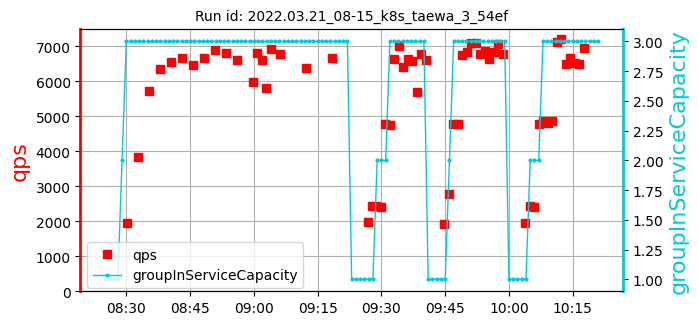 Run id: 2022.03.21_08-15_k8s_taewa_3_54ef
qps
7000
6000
5000
4000
3000
2000
1000
0
3.00
2.75
2.50
2.25
2.00
1.75
1.50
1.25
1.00
groupInServiceCapacity
qps
groupInServiceCapacity
08:30 08:45 09:00 09:15 09:30 09:45 10:00 10:15